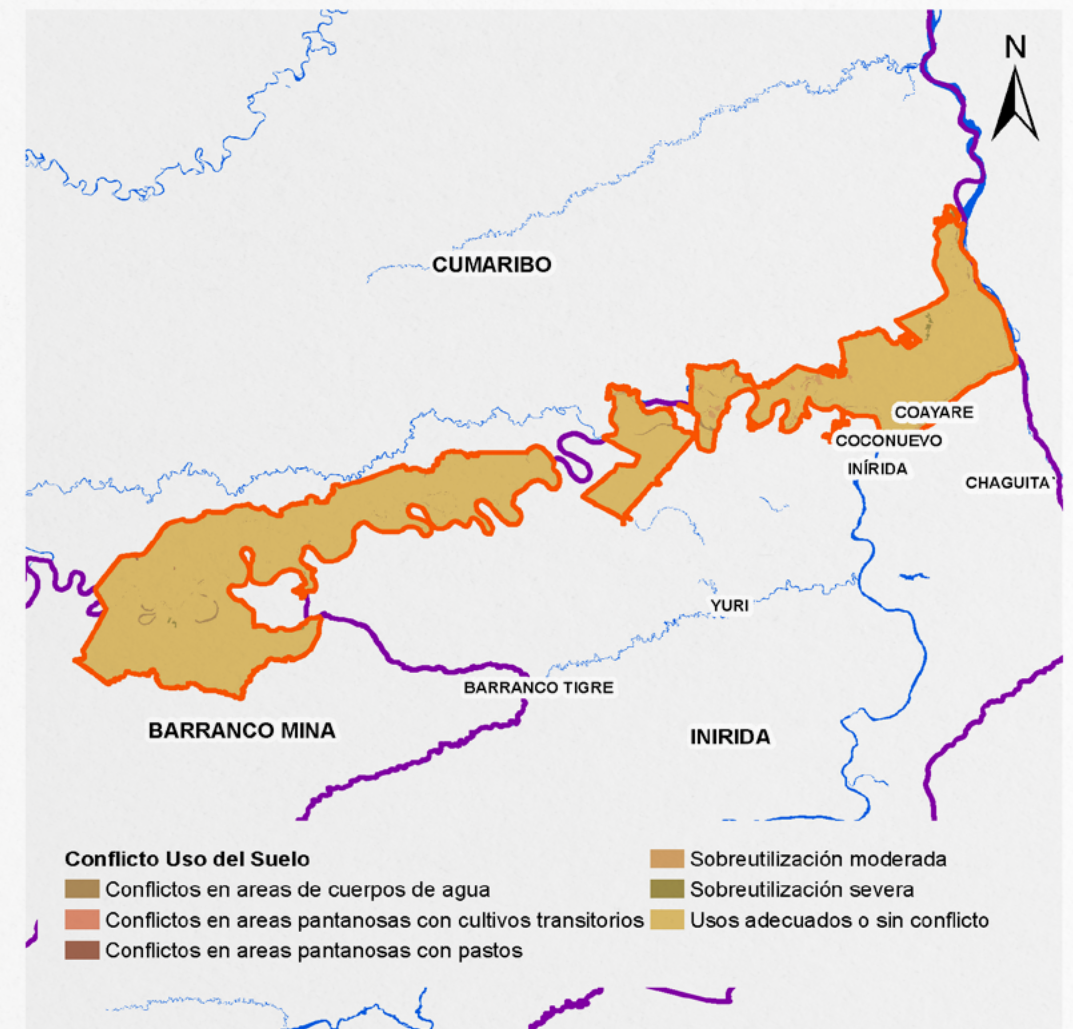 N
CUMARIBO
COAYARE
COCONUEVO
INÍRIDA
CHAGUITA
YURI
BARRANCO TIGRE
BARRANCO MINA
INIRIDA
Conflicto Uso del Suelo
Conflictos en areas de cuerpos de agua
Conflictos en areas pantanosas con cultivos transitorios
Conflictos en areas pantanosas con pastos
Sobreutilización moderada
Sobreutilización severa
Usos adecuados o sin conflicto